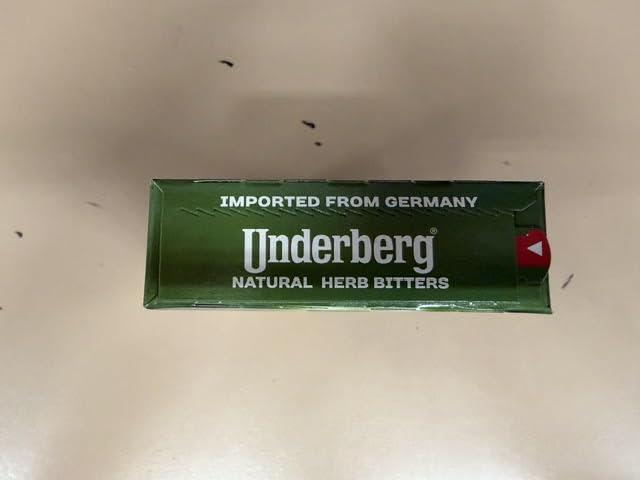 IMPORTED FROM GERMANY
Underberg®
NATURAL HERB BITTERS